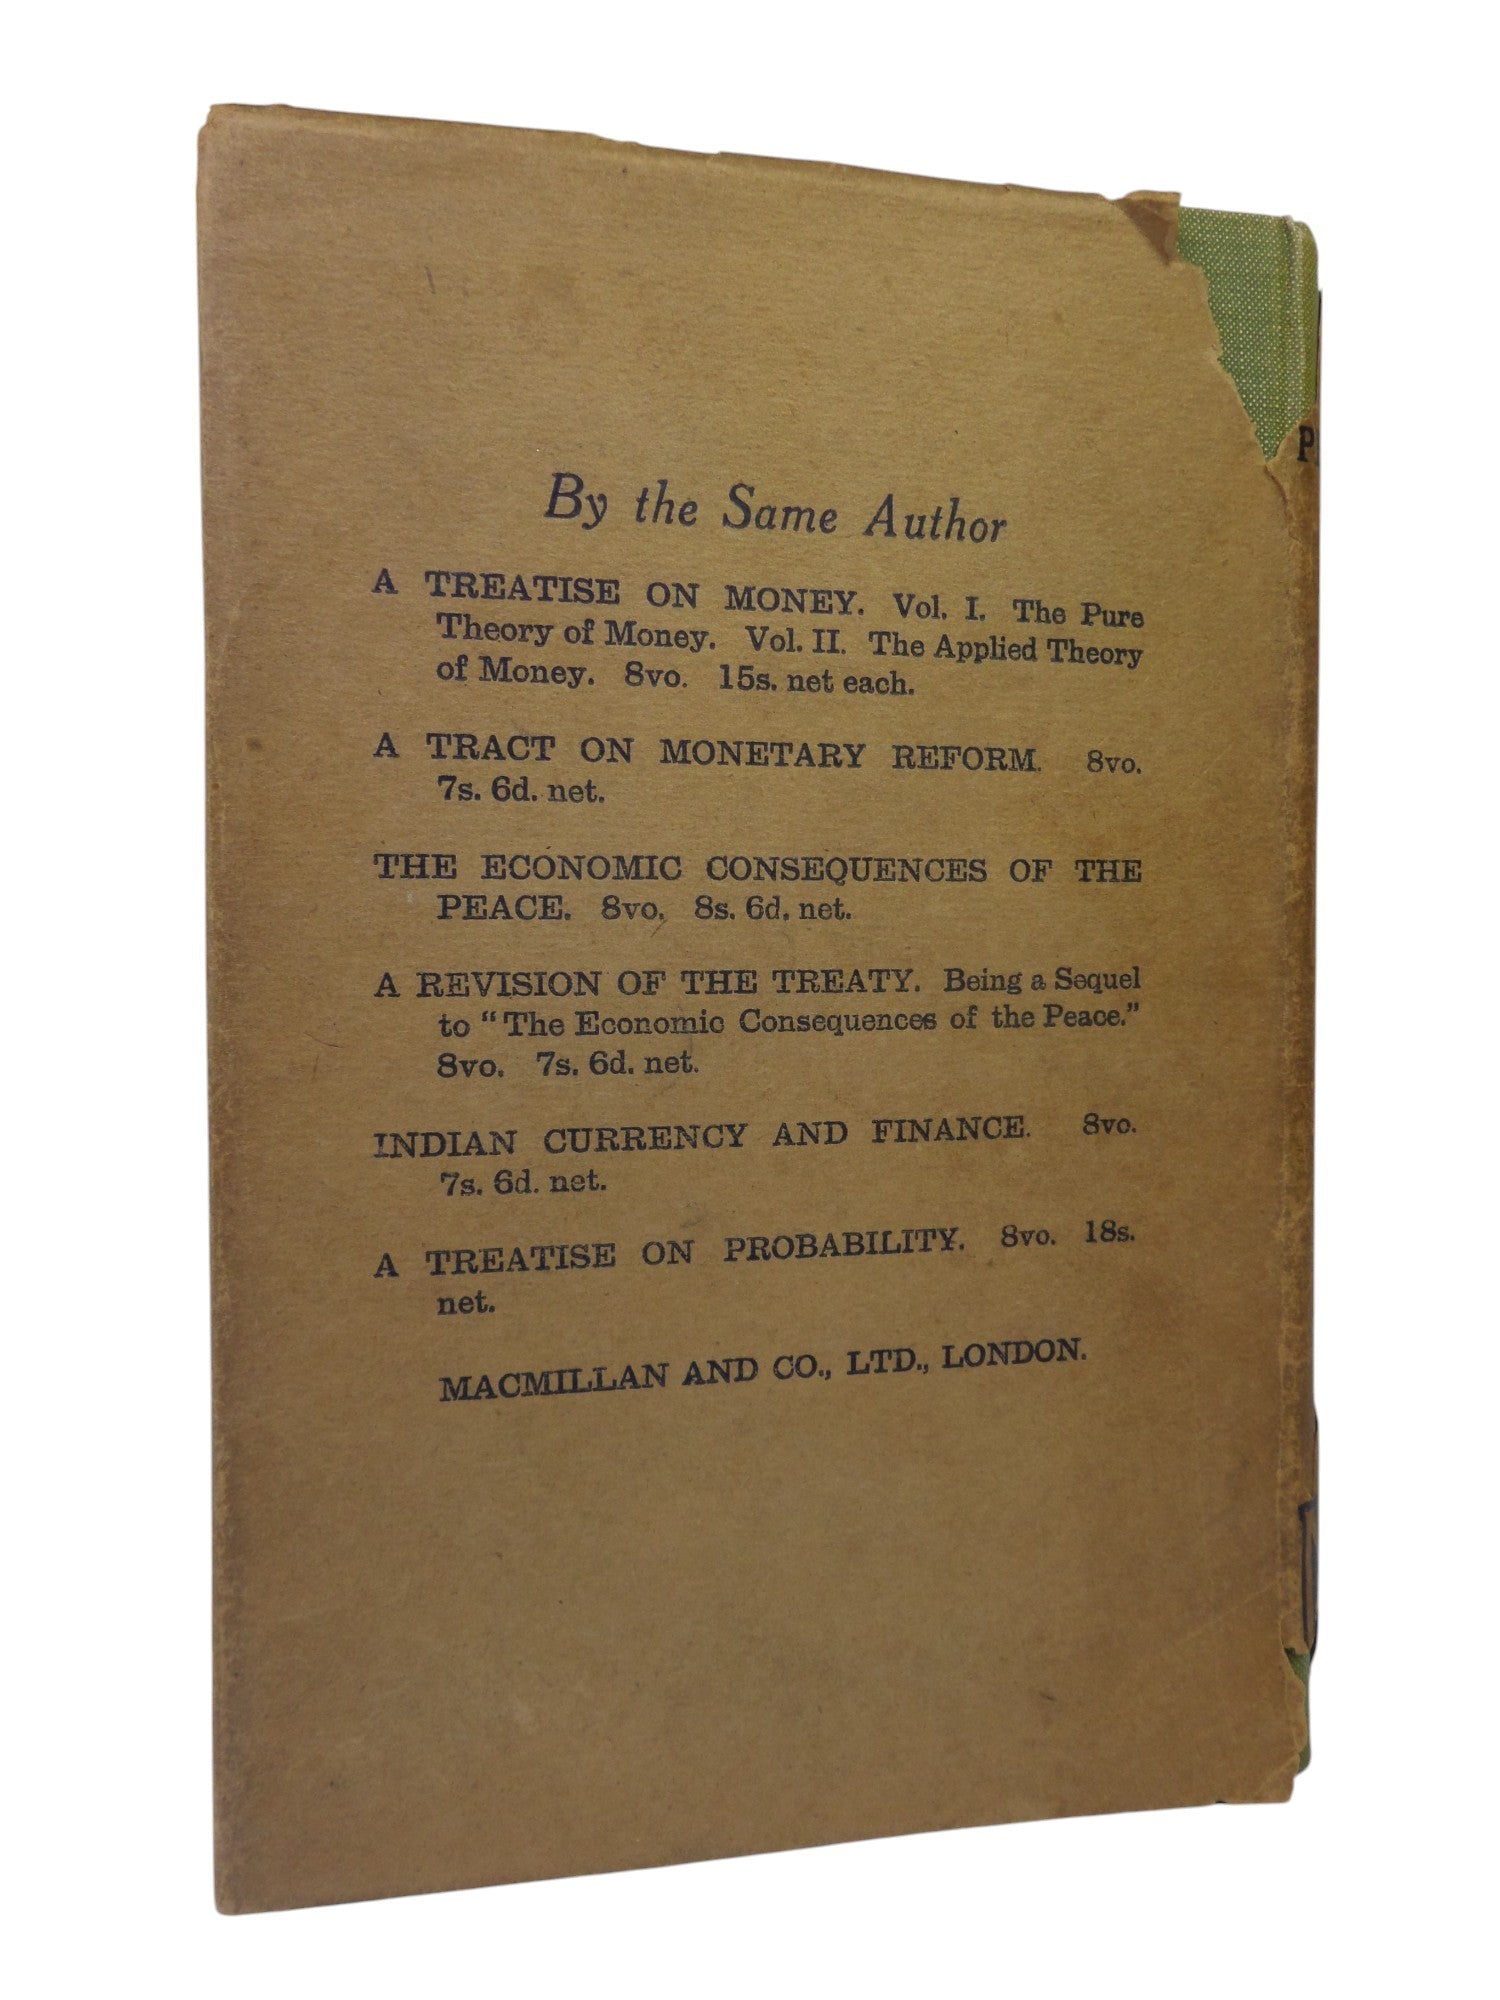 By the Same Author
A TREATISE ON MONEY. Vol. I. The Pure
Theory of Money. Vol. II. The Applied Theory
of Money. 8vo. 15s. net each.
A TRACT ON MONETARY REFORM. 8vo.
7s. 6d. net.
THE ECONOMIC CONSEQUENCES OF THE
PEACE. 8vo. 8s. 6d. net.
A REVISION OF THE TREATY. Being a Sequel
to "The Economic Consequences of the Peace."
8vo. 7s. 6d. net.
INDIAN CURRENCY AND FINANCE. 8vo.
7s. 6d. net.
A TREATISE ON PROBABILITY. 8vo. 18s.
net.
MACMILLAN AND CO., LTD., LONDON.